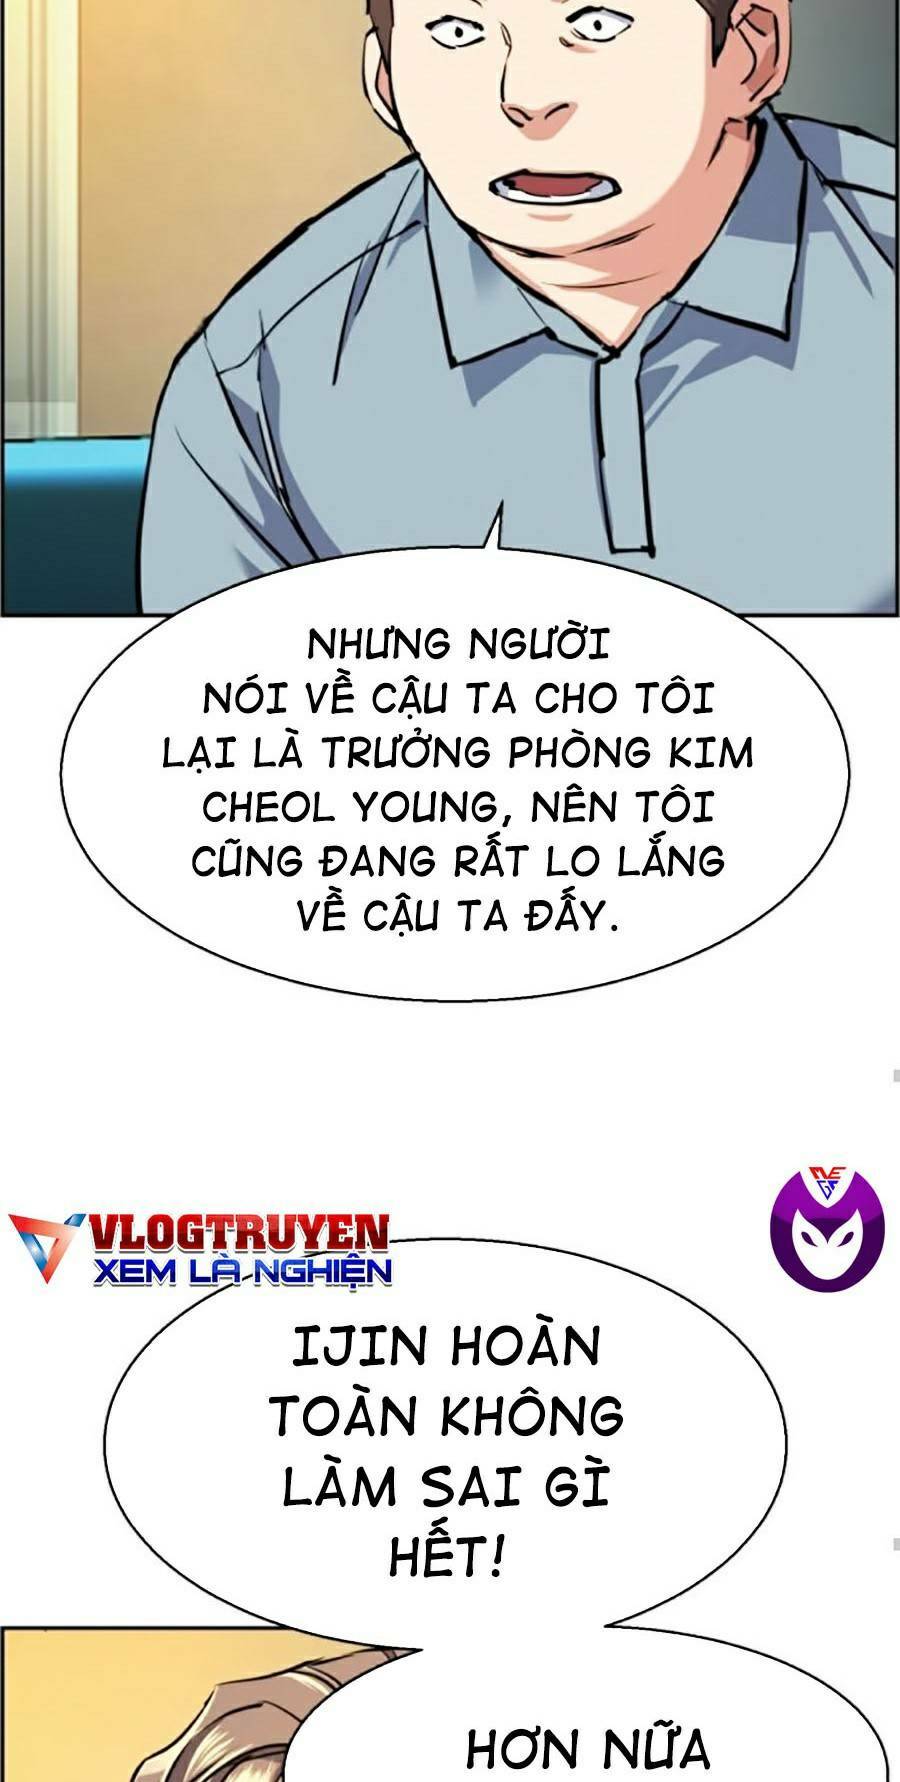 NHƯNG NGƯỜI
NÓI VỀ CẬU TA CHO TÔI
LẠI LÀ TRƯỞNG PHÒNG KIM
CHEOL YOUNG, NÊN TÔI
CŨNG ĐANG RẤT LO LẮNG
VỀ CẬU TA ĐẤY.
VLOGTRUYEN
XEM LÀ NGHIỆN
IJIN HOÀN
TOÀN KHÔNG
LÀM SAI GÌ
HẾT!
HƠN NỮA